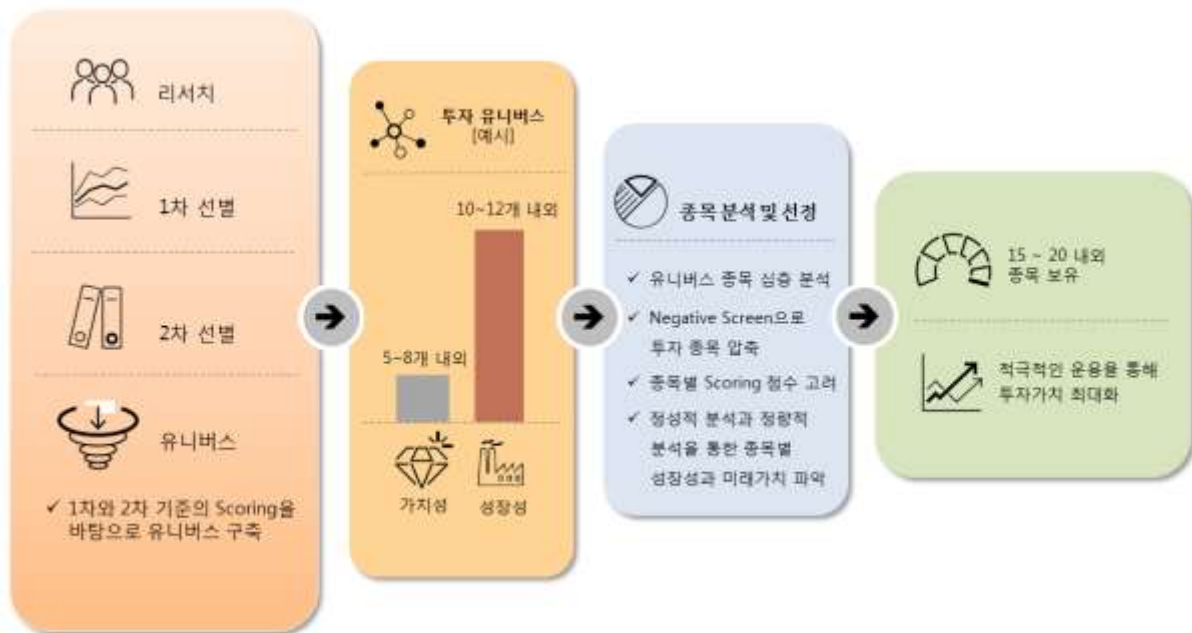 리서치
1차 선별
2차 선별
유니버스
✓ 1차와 2차 기준의 Scoring을
바탕으로 유니버스 구축
투자 유니버스
[예시]
10~12개 내외
5~8개 내외
가치성
성장성
종목 분석 및 선정
✓ 유니버스 종목 심층 분석
✓ Negative Screen으로
투자 종목 압축
✓ 종목별 Scoring 점수 고려
✓ 정성적 분석과 정량적
분석을 통한 종목별
성장성과 미래가치 파악
15 ~ 20 내외
종목 보유
적극적인 운용을 통해
투자가치 최대화